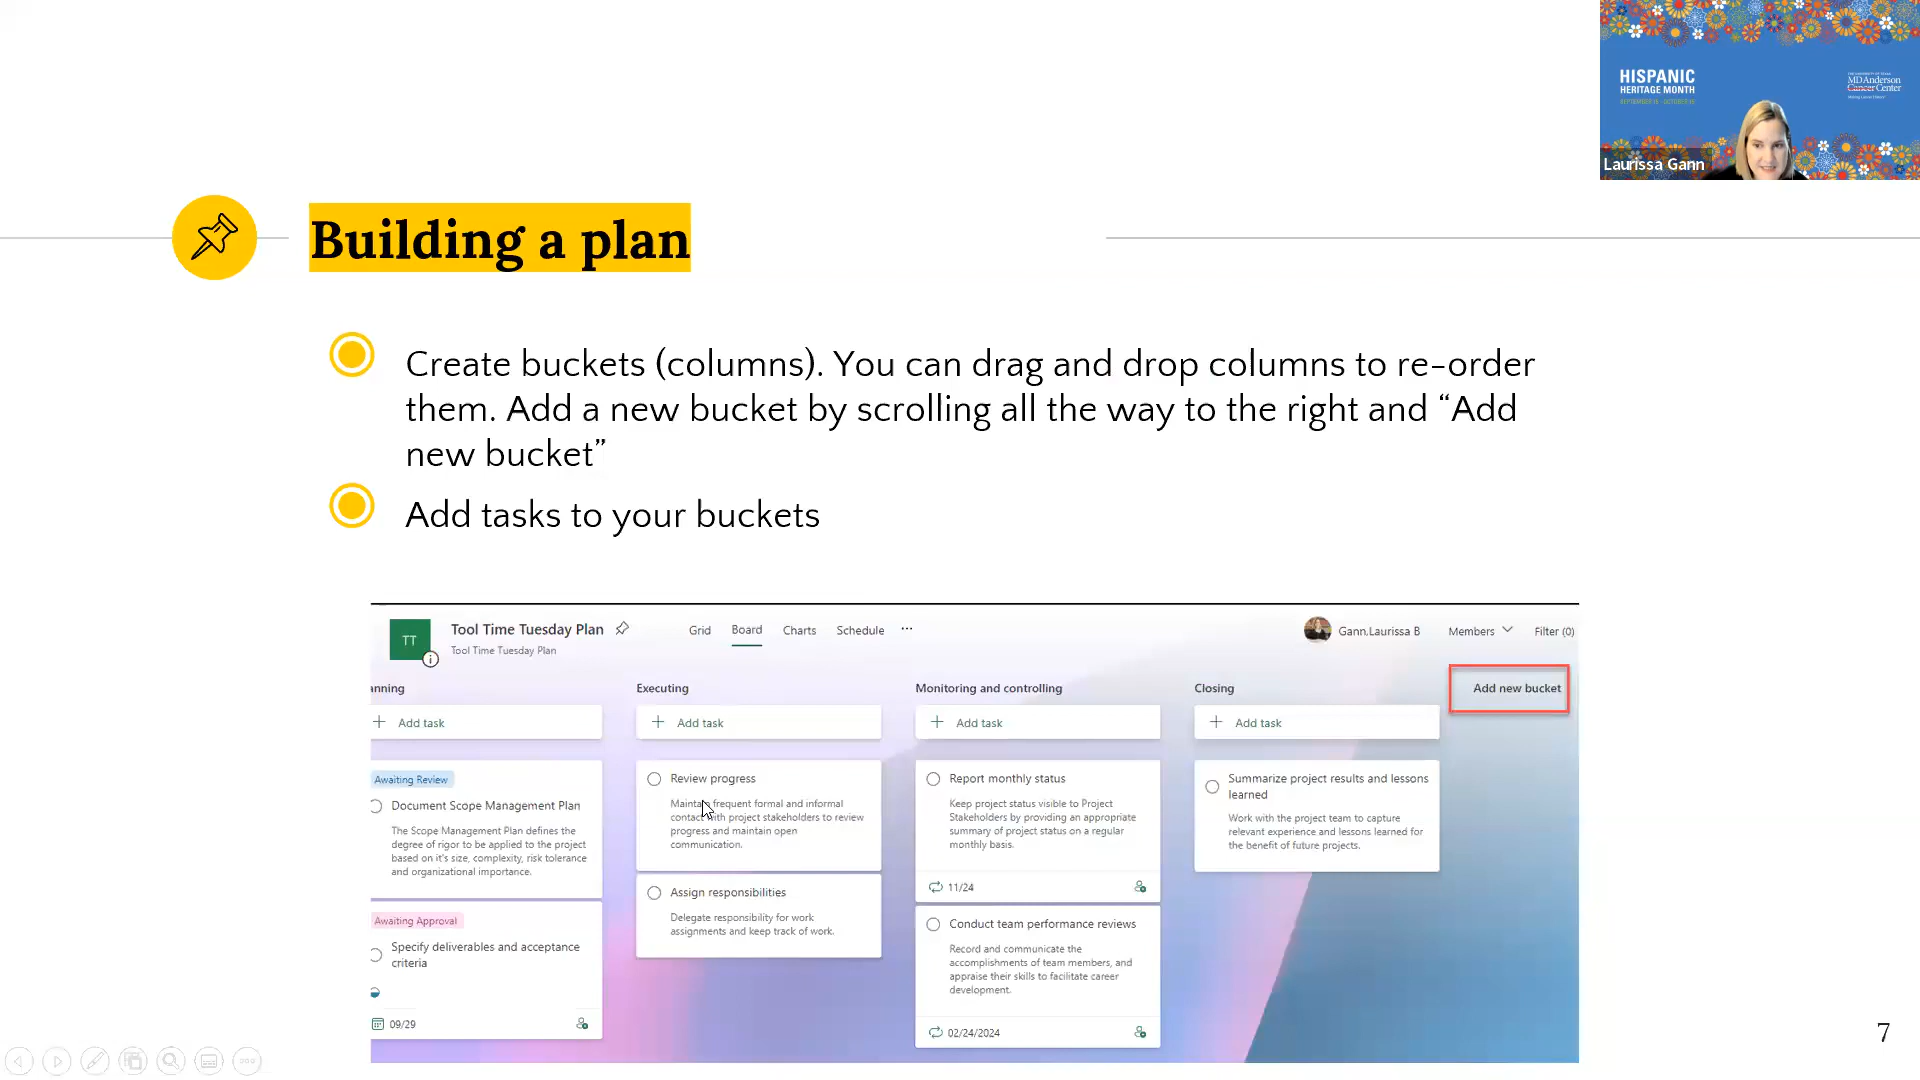 HISPANIC
HERITAGE MONTH
MD Anderson
Cancer Center
Laurissa Gann
Building a plan
Create buckets (columns). You can drag and drop columns to re-order
them. Add a new bucket by scrolling all the way to the right and “Add
new bucket”
Add tasks to your buckets
TT
Tool Time Tuesday Plan
Tool Time Tuesday Plan
Grid
Board
Charts
Schedule
Gann,Laurissa B
Members
Filter (0)
anning
Add task
Awaiting Review
Document Scope Management Plan
The Scope Management Plan defines the
degree of rigor to be applied to the project
based on it's size, complexity, risk tolerance
and organizational importance.
Awaiting Approval
Specify deliverables and acceptance
criteria
09/29
Executing
Add task
Review progress
Maintain frequent formal and informal
contact with project stakeholders to review
progress and maintain open
communication.
Assign responsibilities
Delegate responsibility for work
assignments and keep track of work.
Monitoring and controlling
Add task
Report monthly status
Keep project status visible to Project
Stakeholders by providing an appropriate
summary of project status on a regular
monthly basis.
11/24
Conduct team performance reviews
Record and communicate the
accomplishments of team members, and
appraise their skills to facilitate career
development.
02/24/2024
Closing
Add task
Summarize project results and lessons
learned
Work with the project team to capture
relevant experience and lessons learned for
the benefit of future projects.
Add new bucket
7